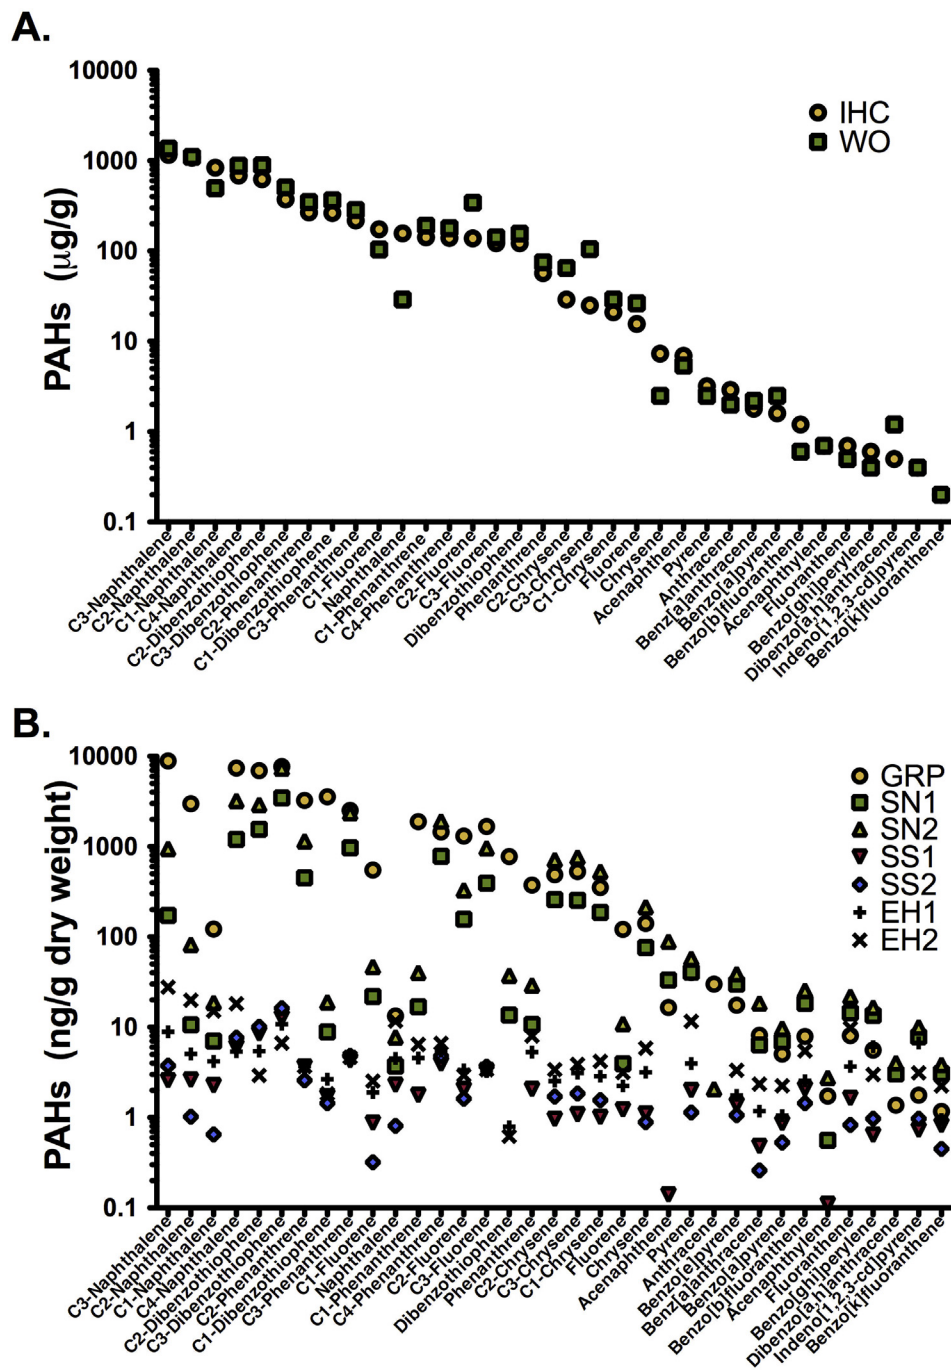 A.
10000
1000
100
10
1
0.1
PAHs (µg/g)
IHC
WO
C3-Naphthalene
C2-Naphthalene
C1-Naphthalene
C4-Naphthalene
C2-Dibenzothiophene
C3-Dibenzothiophene
C2-Phenanthrene
C1-Dibenzothiophene
C3-Phenanthrene
C1-Fluorene
Naphthalene
C1-Phenanthrene
C4-Phenanthrene
C2-Fluorene
C3-Fluorene
Dibenzothiophene
Phenanthrene
C2-Chrysene
C3-Chrysene
C1-Chrysene
Fluorene
Chrysene
Acenaphthene
Pyrene
Anthracene
Benz[a]anthracene
Benzo[a]pyrene
Benzo[b]fluoranthene
Acenaphthylene
Fluoranthene
Benzo[ghi]perylene
Dibenzo[a,h]anthracene
Indeno[1,2,3-cd]pyrene
Benzo[k]fluoranthene
B.
10000
1000
100
10
1
0.1
PAHs (ng/g dry weight)
GRP
SN1
SN2
SS1
SS2
EH1
EH2
C3-Naphthalene
C2-Naphthalene
C1-Naphthalene
C4-Naphthalene
C2-Dibenzothiophene
C3-Dibenzothiophene
C2-Phenanthrene
C1-Dibenzothiophene
C3-Phenanthrene
C1-Fluorene
Naphthalene
C1-Phenanthrene
C4-Phenanthrene
C2-Fluorene
C3-Fluorene
Dibenzothiophene
Phenanthrene
C2-Chrysene
C3-Chrysene
C1-Chrysene
Fluorene
Chrysene
Acenaphthene
Pyrene
Anthracene
Benzo[e]pyrene
Benz[a]anthracene
Benzo[a]pyrene
Benzo[b]fluoranthene
Acenaphthylene
Fluoranthene
Benzo[ghi]perylene
Dibenzo[a,h]anthracene
Indeno[1,2,3-cd]pyrene
Benzo[k]fluoranthene